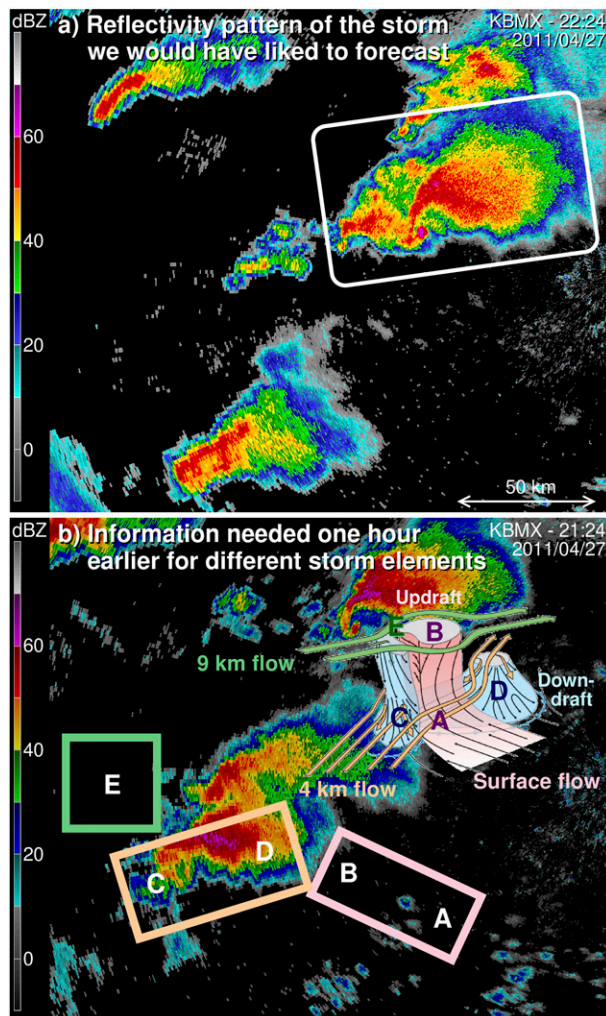 dBZ
a) Reflectivity pattern of the storm
we would have liked to forecast
KBMX - 22:24
2011/04/27
60
40
20
0
50 km
dBZ
b) Information needed one hour
earlier for different storm elements
KBMX - 21:24
2011/04/27
60
40
20
0
Updraft
E
B
9 km flow
D
Down-
draft
C
A
4 km flow
Surface flow
E
D
C
B
A